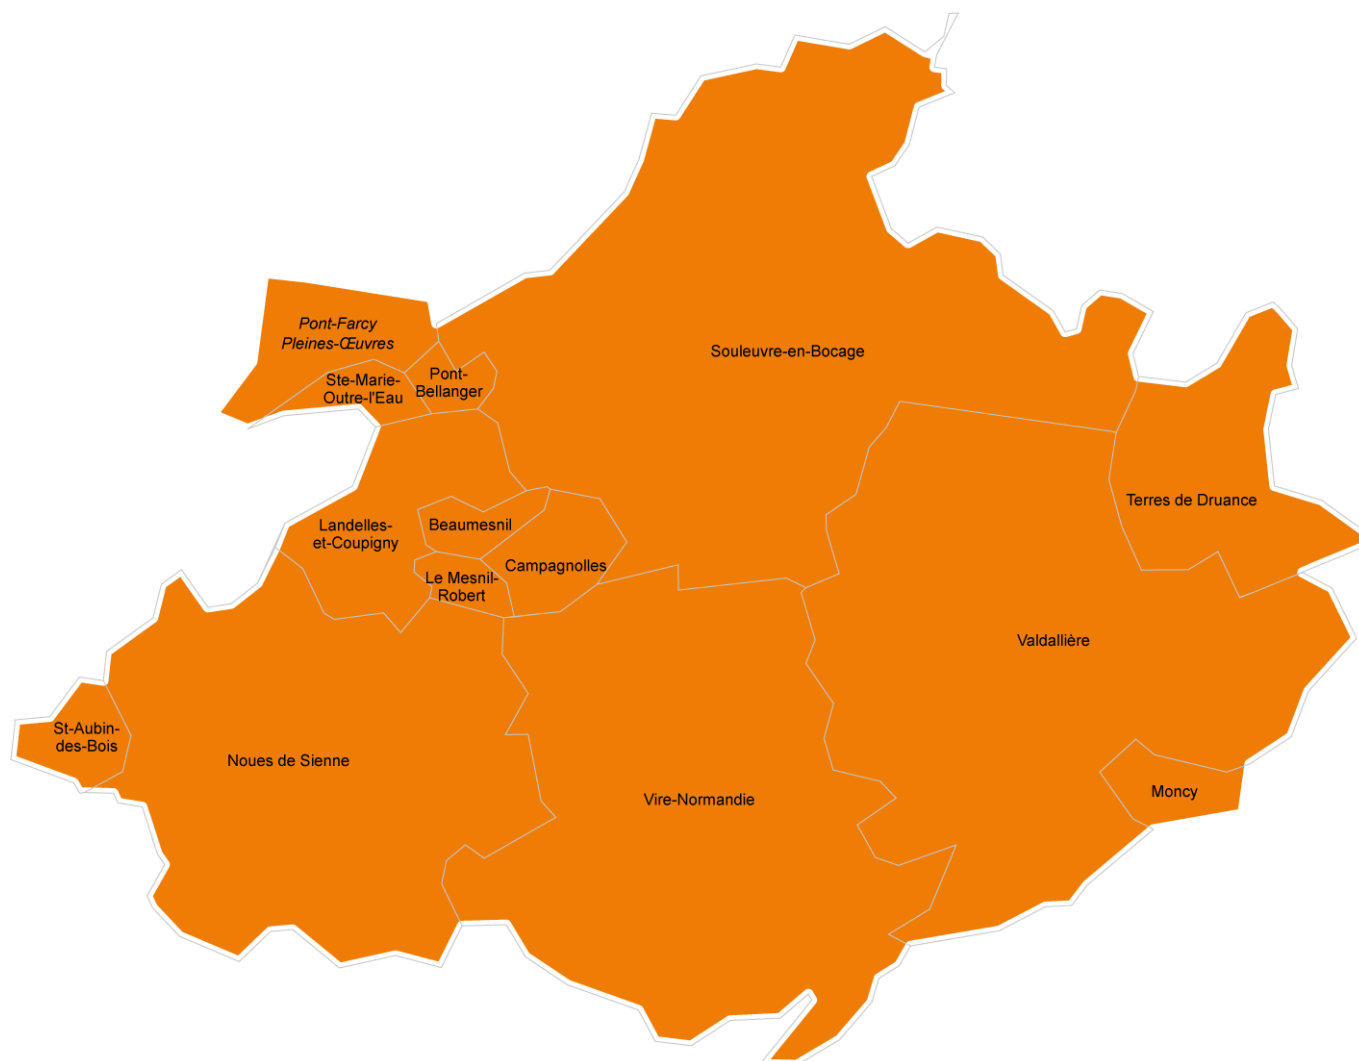 Pont-Farcy
Pleines-Œuvres
Souleuvre-en-Bocage
Ste-Marie-
Outre-l'Eau
Pont-
Bellanger
Terres de Druance
Landelles-
et-Coupigny
Beaumesnil
Campagnolles
Le Mesnil-
Robert
Valdallière
St-Aubin-
des-Bois
Noues de Sienne
Vire-Normandie
Moncy